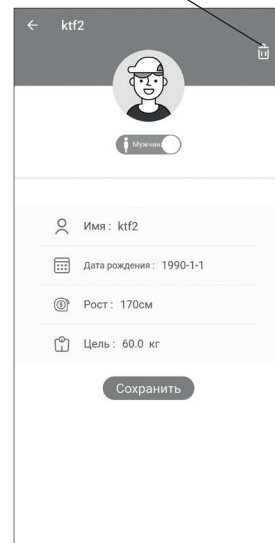 ktf2
Мужчина
Имя : ktf2
Дата рождения : 1990-1-1
Рост : 170см
Цель : 60.0 кг
Сохранить